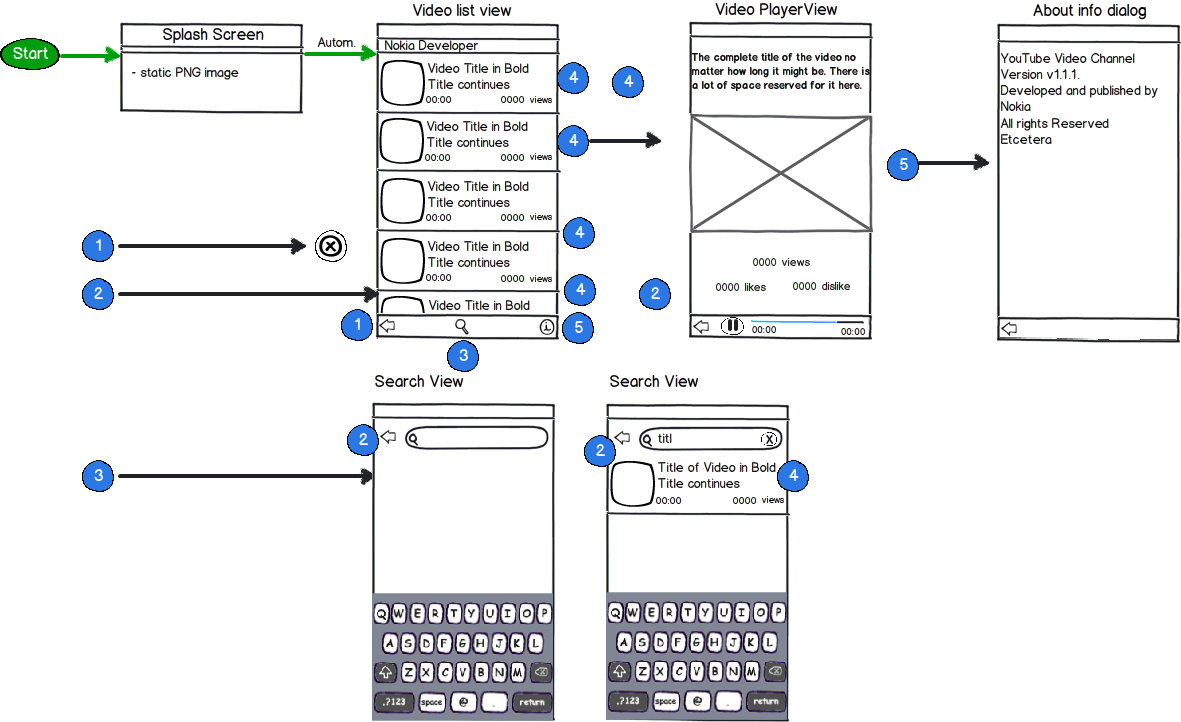 Start
Splash Screen
- static PNG image
Autom.
Video list view
Nokia Developer
Video Title in Bold
Title continues
00:00 0000 views
4
4
Video Title in Bold
Title continues
00:00 0000 views
4
Video Title in Bold
Title continues
00:00 0000 views
4
Video Title in Bold
Title continues
00:00 0000 views
4
Video Title in Bold
1
2
1
3
5
Video PlayerView
The complete title of the video no
matter how long it might be. There is
a lot of space reserved for it here.
0000 views
0000 likes 0000 dislike
2
00:00 00:00
5
About info dialog
YouTube Video Channel
Version v1.1.1.
Developed and published by
Nokia
All rights Reserved
Etcetera
3
Search View
2
Q W E R T Y U I O P
A S D F G H J K L
Z X C V B N M
.?123 space @ . return
Search View
2
titl X
Title of Video in Bold
Title continues
00:00 0000 views
4
Q W E R T Y U I O P
A S D F G H J K L
Z X C V B N M
.?123 space @ . return